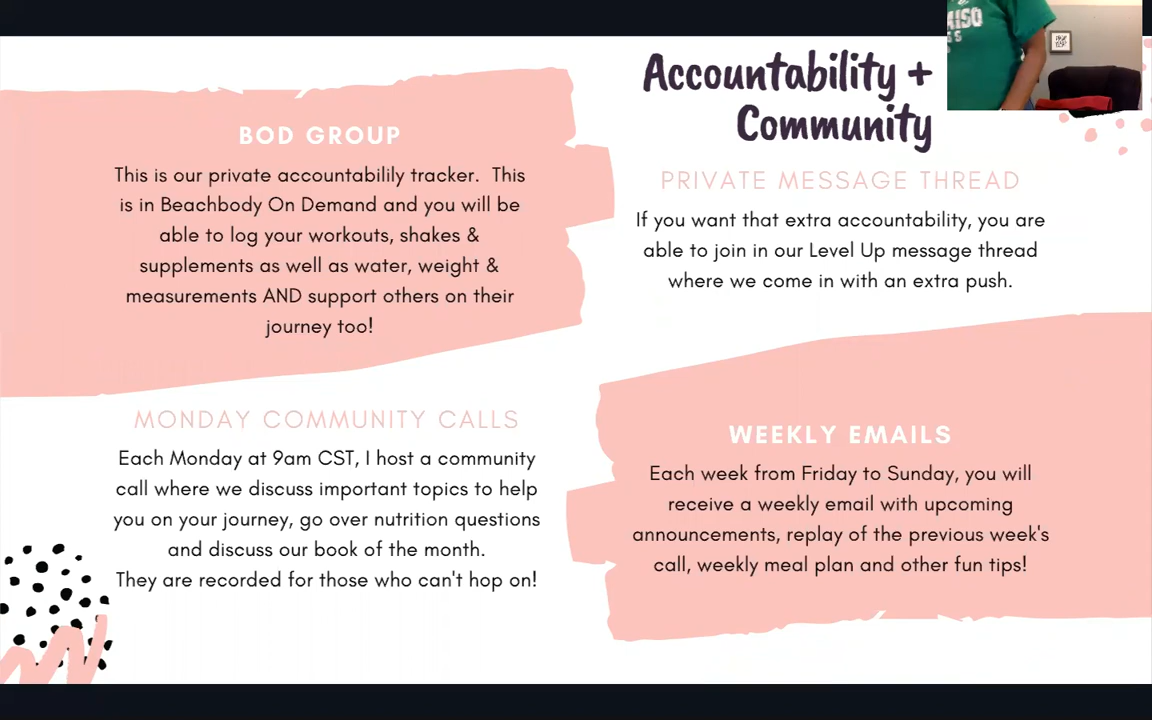 Accountability +
Community
BOD GROUP
This is our private accountabilily tracker. This
is in Beachbody On Demand and you will be
able to log your workouts, shakes &
supplements as well as water, weight &
measurements AND support others on their
journey too!
PRIVATE MESSAGE THREAD
If you want that extra accountability, you are
able to join in our Level Up message thread
where we come in with an extra push.
MONDAY COMMUNITY CALLS
Each Monday at 9am CST, I host a community
call where we discuss important topics to help
you on your journey, go over nutrition questions
and discuss our book of the month.
They are recorded for those who can't hop on!
WEEKLY EMAILS
Each week from Friday to Sunday, you will
receive a weekly email with upcoming
announcements, replay of the previous week's
call, weekly meal plan and other fun tips!